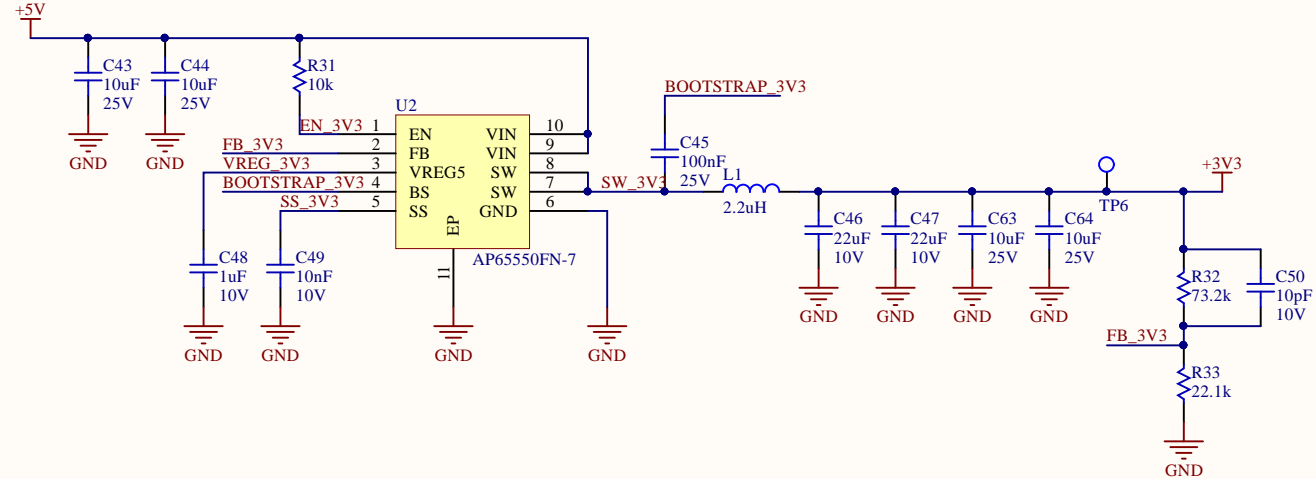 +5V
C43
10uF
25V
GND
C44
10uF
25V
GND
R31
10k
U2
EN_3V3
FB_3V3
VREG_3V3
BOOTSTRAP_3V3
SS_3V3
1
2
3
4
5
EN
FB
VREG5
BS
SS
VIN
VIN
SW
SW
GND
EP
10
9
8
7
6
11
AP65550FN-7
C48
1uF
10V
GND
C49
10nF
10V
GND
GND
GND
SW_3V3
BOOTSTRAP_3V3
C45
100nF
25V
L1
2.2uH
C46
22uF
10V
GND
C47
22uF
10V
GND
C63
10uF
25V
GND
C64
10uF
25V
GND
TP6
+3V3
R32
73.2k
C50
10pF
10V
FB_3V3
R33
22.1k
GND